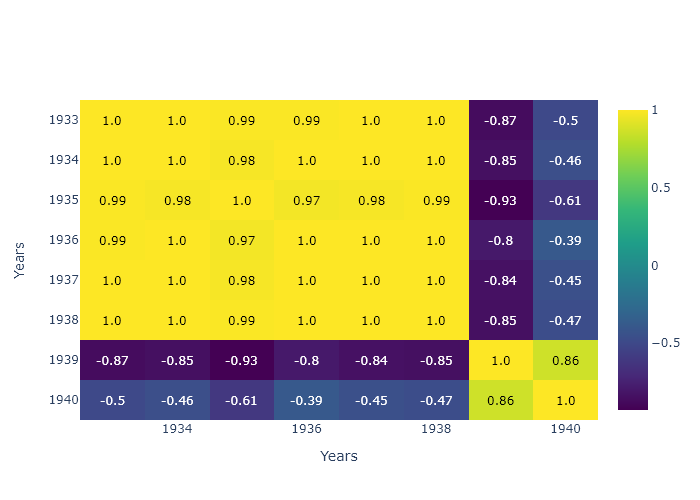 1933 1.0 1.0 0.99 0.99 1.0 1.0 -0.87 -0.5 1
1934 1.0 1.0 0.98 1.0 1.0 1.0 -0.85 -0.46
0.5
1935 0.99 0.98 1.0 0.97 0.98 0.99 -0.93 -0.61
1936 0.99 1.0 0.97 1.0 1.0 1.0 -0.8 -0.39
Years
0
1937 1.0 1.0 0.98 1.0 1.0 1.0 -0.84 -0.45
1938 1.0 1.0 0.99 1.0 1.0 1.0 -0.85 -0.47
−0.5
1939 -0.87 -0.85 -0.93 -0.8 -0.84 -0.85 1.0 0.86
1940 -0.5 -0.46 -0.61 -0.39 -0.45 -0.47 0.86 1.0
1934 1936 1938 1940
Years